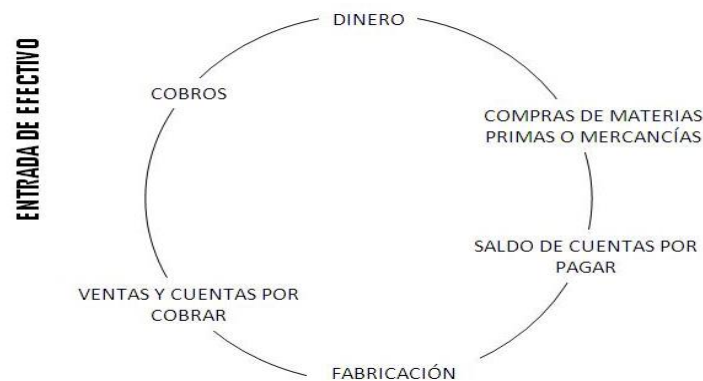 DINERO
ENTRADA DE EFECTIVO
COBROS
COMPRAS DE MATERIAS
PRIMAS O MERCANCÍAS
SALDO DE CUENTAS POR
PAGAR
VENTAS Y CUENTAS POR
COBRAR
FABRICACIÓN